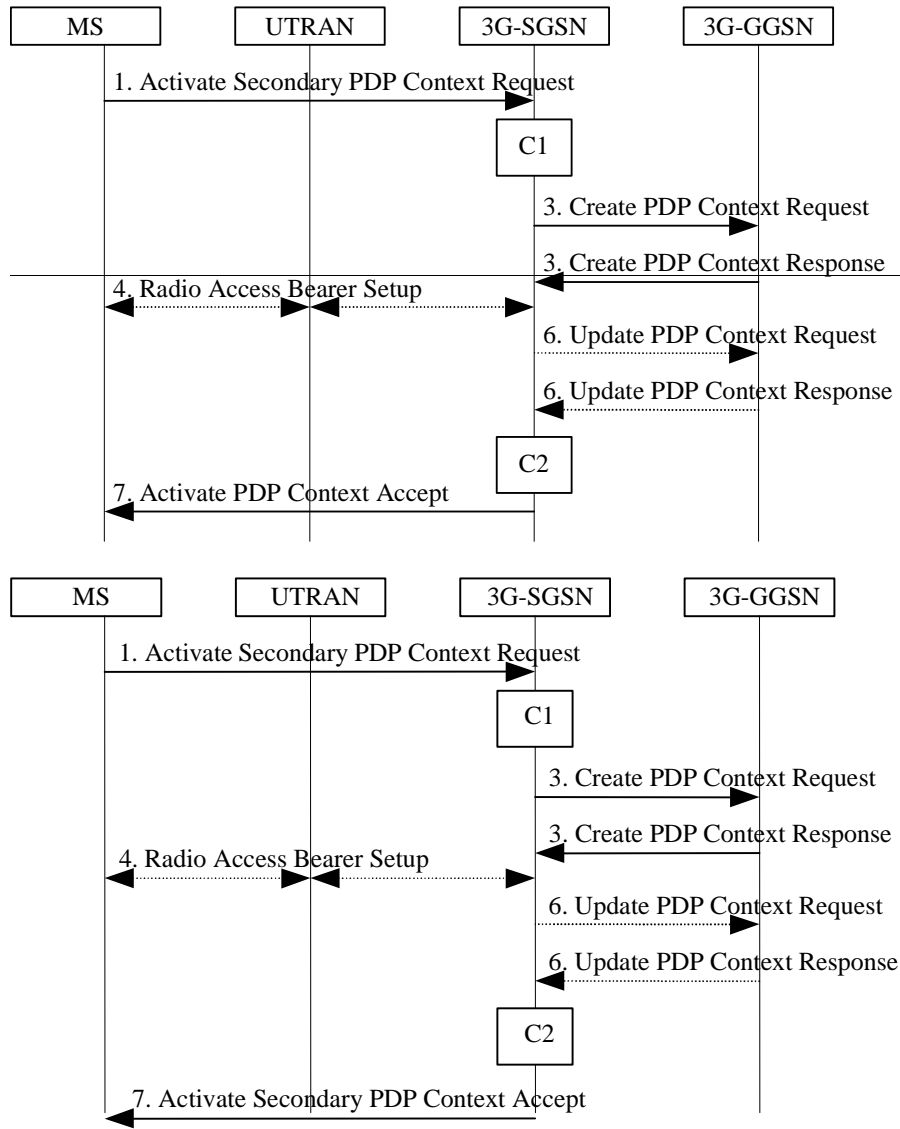 MS UTRAN 3G-SGSN 3G-GGSN
1. Activate Secondary PDP Context Request
C1
3. Create PDP Context Request
3. Create PDP Context Response
4. Radio Access Bearer Setup
6. Update PDP Context Request
6. Update PDP Context Response
C2
7. Activate PDP Context Accept
MS UTRAN 3G-SGSN 3G-GGSN
1. Activate Secondary PDP Context Request
C1
3. Create PDP Context Request
3. Create PDP Context Response
4. Radio Access Bearer Setup
6. Update PDP Context Request
6. Update PDP Context Response
C2
7. Activate Secondary PDP Context Accept